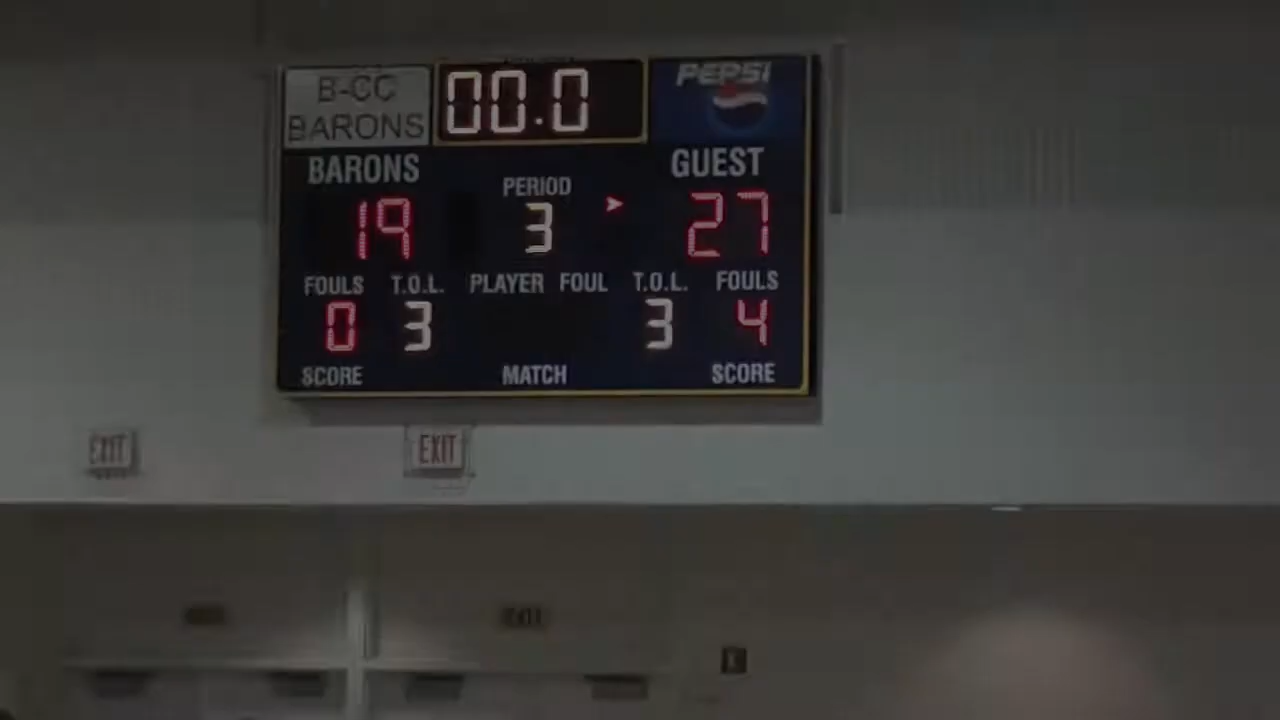 B-CC
BARONS
00.0
PEPSI
BARONS
GUEST
PERIOD
19
3
27
FOULS
T.O.L.
PLAYER FOUL
T.O.L.
FOULS
0
3
3
4
SCORE
MATCH
SCORE
EXIT
EXIT
EXIT